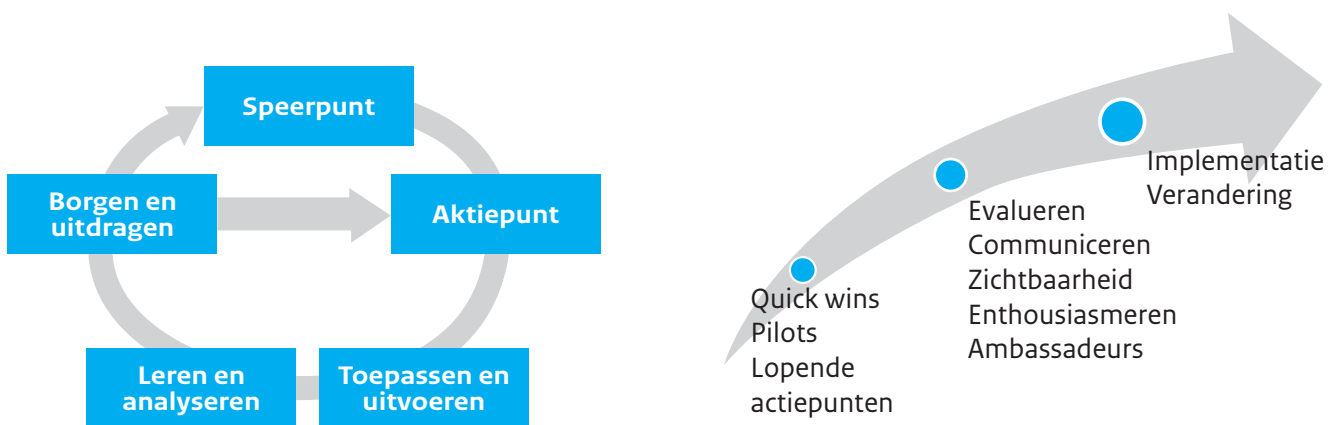 Speerpunt
Borgen en
uitdragen
Aktiepunt
Leren en
analyseren
Toepassen en
uitvoeren
Quick wins
Pilots
Lopende
actiepunten
Evalueren
Communiceren
Zichtbaarheid
Enthousiasmeren
Ambassadeurs
Implementatie
Verandering